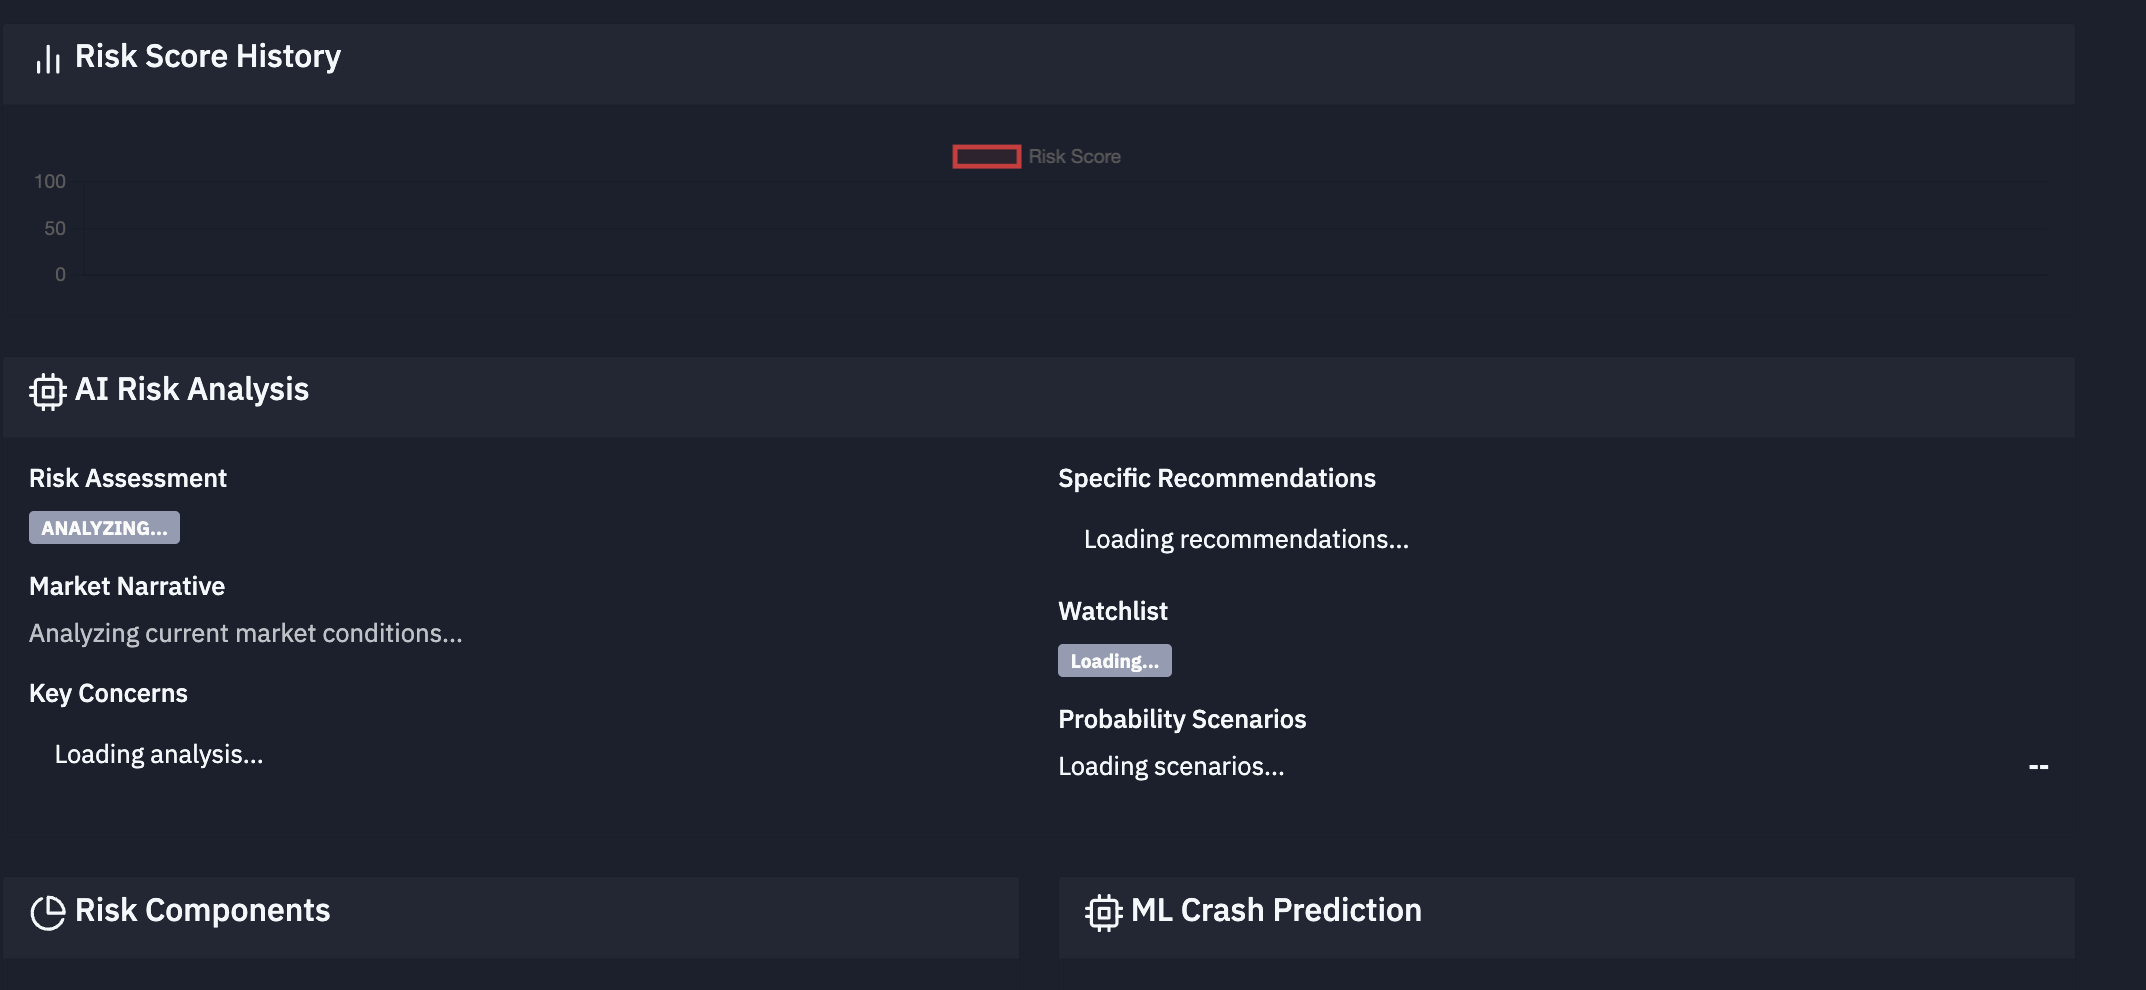 Risk Score History
Risk Score
100
50
0
AI Risk Analysis
Risk Assessment
ANALYZING...
Market Narrative
Analyzing current market conditions...
Key Concerns
Loading analysis...
Specific Recommendations
Loading recommendations...
Watchlist
Loading...
Probability Scenarios
Loading scenarios... --
Risk Components
ML Crash Prediction